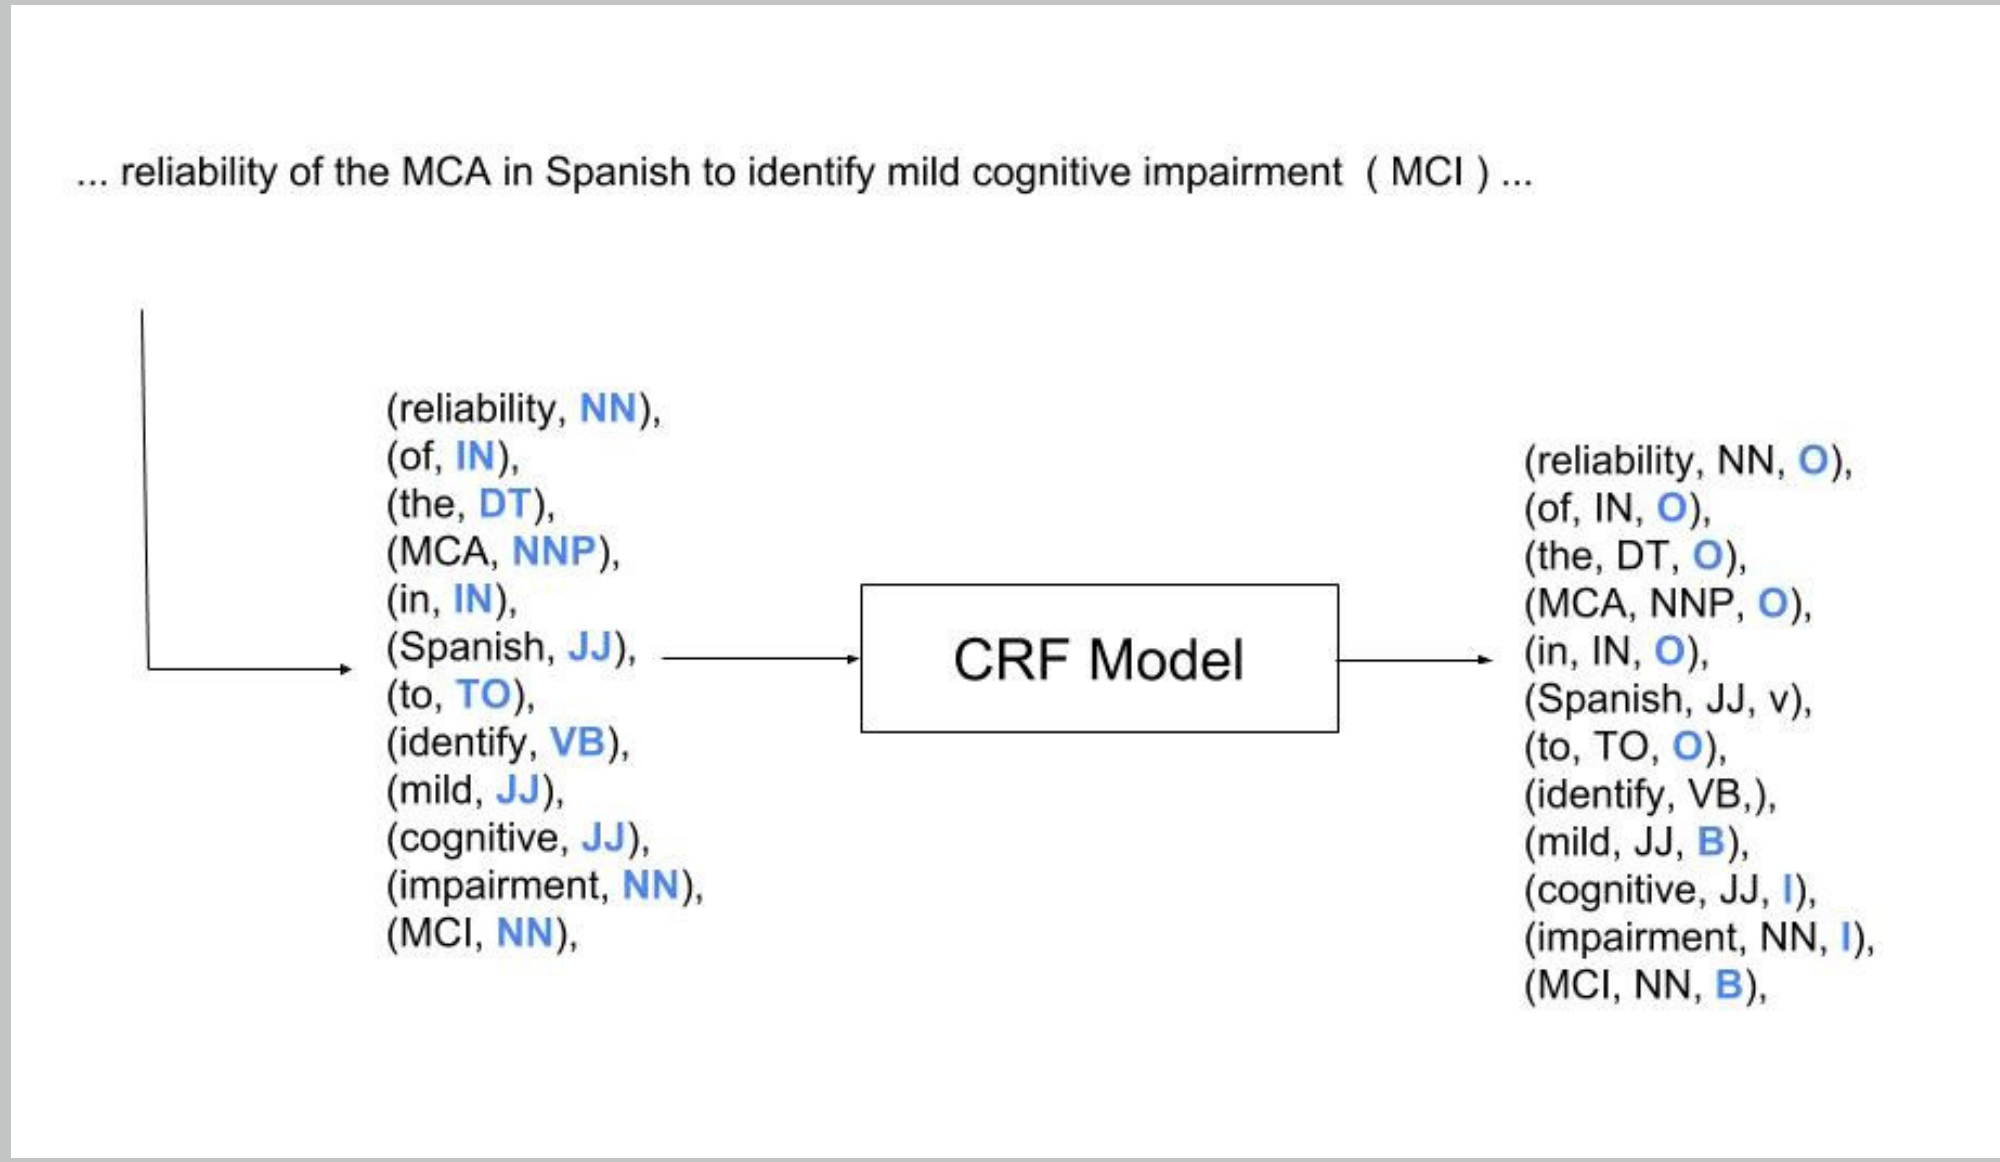 ... reliability of the MCA in Spanish to identify mild cognitive impairment ( MCI ) ...
(reliability, NN),
(of, IN),
(the, DT),
(MCA, NNP),
(in, IN),
(Spanish, JJ),
(to, TO),
(identify, VB),
(mild, JJ),
(cognitive, JJ),
(impairment, NN),
(MCI, NN),
CRF Model
(reliability, NN, O),
(of, IN, O),
(the, DT, O),
(MCA, NNP, O),
(in, IN, O),
(Spanish, JJ, v),
(to, TO, O),
(identify, VB,),
(mild, JJ, B),
(cognitive, JJ, I),
(impairment, NN, I),
(MCI, NN, B),